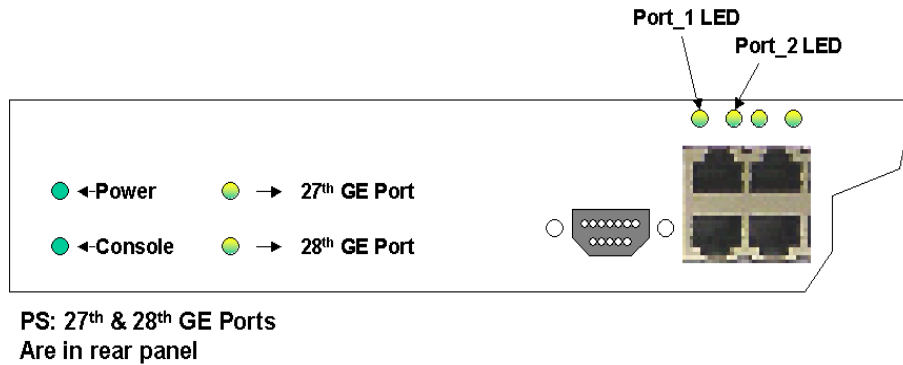 Port_1 LED
Port_2 LED
Power
27th GE Port
Console
28th GE Port
PS: 27th & 28th GE Ports
Are in rear panel